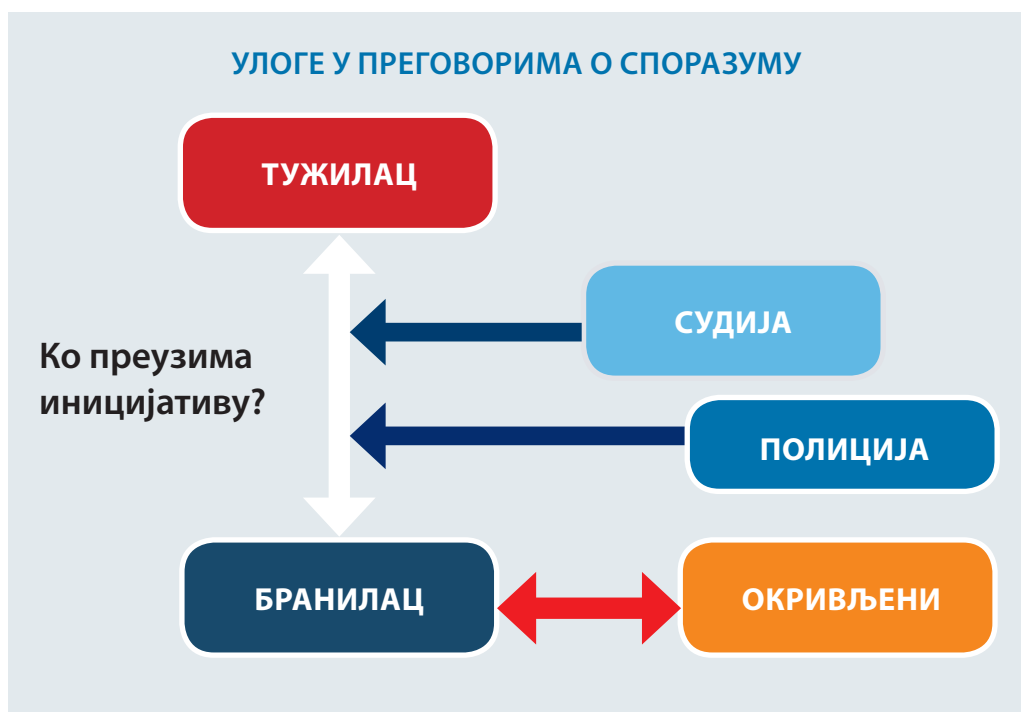 УЛОГЕ У ПРЕГОВОРИМА О СПОРАЗУМУ
ТУЖИЛАЦ
СУДИЈА
Ко преузима
иницијативу?
ПОЛИЦИЈА
БРАНИЛАЦ
ОКРИВЉЕНИ